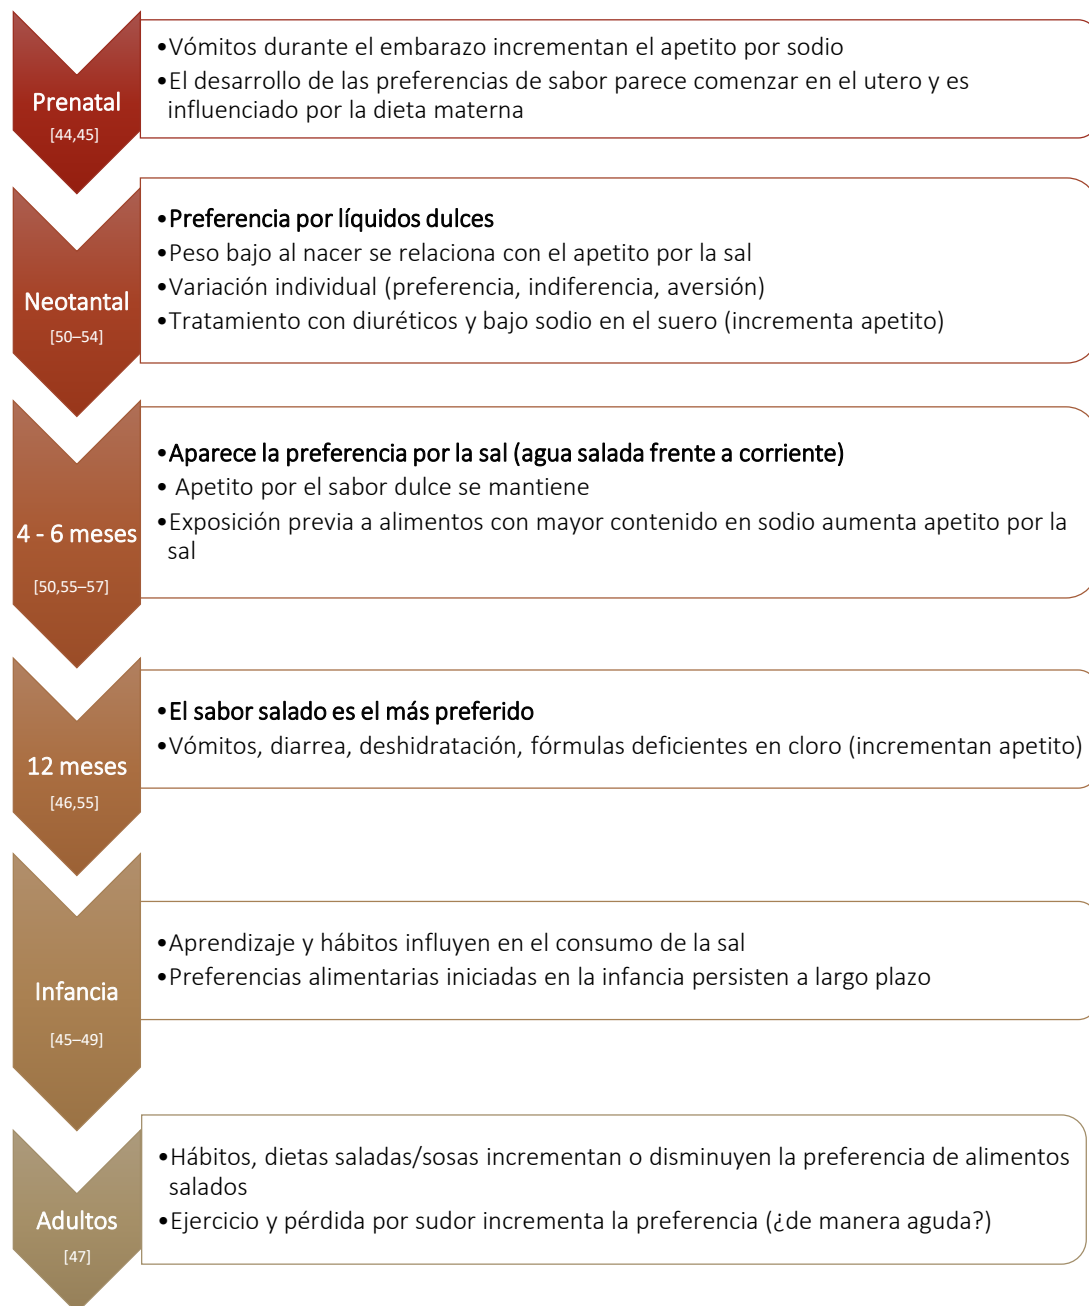 Prenatal
[44,45]
•Vómitos durante el embarazo incrementan el apetito por sodio
•El desarrollo de las preferencias de sabor parece comenzar en el utero y es
influenciado por la dieta materna
Neotantal
[50–54]
•Preferencia por líquidos dulces
•Peso bajo al nacer se relaciona con el apetito por la sal
•Variación individual (preferencia, indiferencia, aversión)
•Tratamiento con diuréticos y bajo sodio en el suero (incrementa apetito)
4 - 6 meses
[50,55–57]
•Aparece la preferencia por la sal (agua salada frente a corriente)
• Apetito por el sabor dulce se mantiene
•Exposición previa a alimentos con mayor contenido en sodio aumenta apetito por la
sal
12 meses
[46,55]
•El sabor salado es el más preferido
•Vómitos, diarrea, deshidratación, fórmulas deficientes en cloro (incrementan apetito)
Infancia
[45–49]
•Aprendizaje y hábitos influyen en el consumo de la sal
•Preferencias alimentarias iniciadas en la infancia persisten a largo plazo
Adultos
[47]
•Hábitos, dietas saladas/sosas incrementan o disminuyen la preferencia de alimentos
salados
•Ejercicio y pérdida por sudor incrementa la preferencia (¿de manera aguda?)